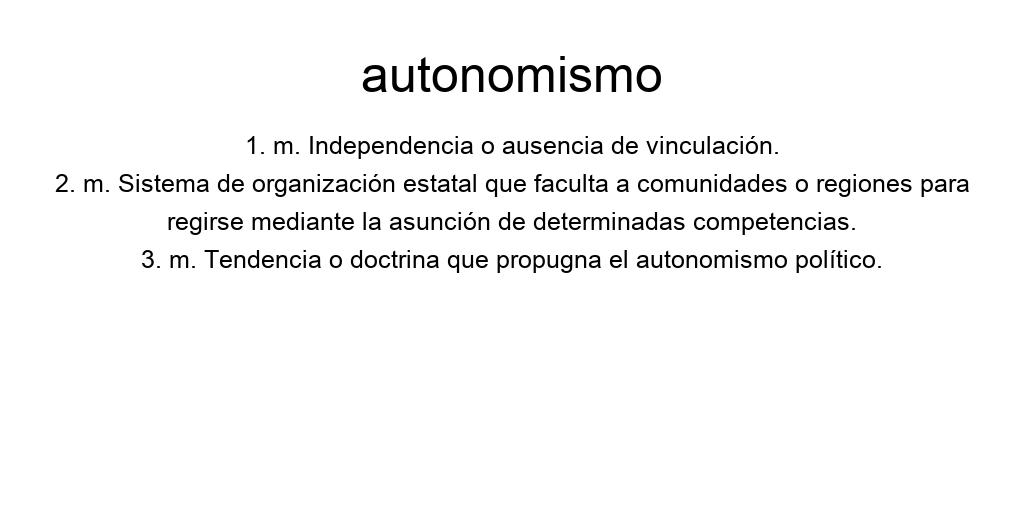 autonomismo
1. m. Independencia o ausencia de vinculación.
2. m. Sistema de organización estatal que faculta a comunidades o regiones para
regirse mediante la asunción de determinadas competencias.
3. m. Tendencia o doctrina que propugna el autonomismo político.